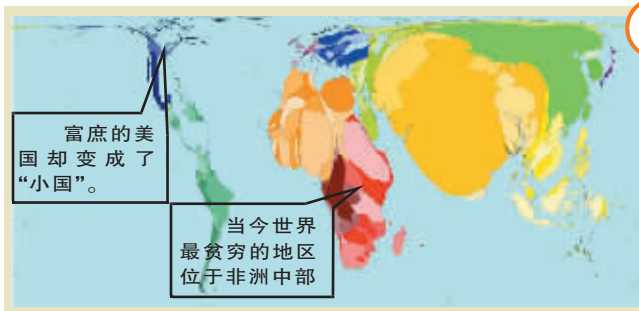 富庶的美
国却变成了
“小国”。
当今世界
最贫穷的地区
位于非洲中部